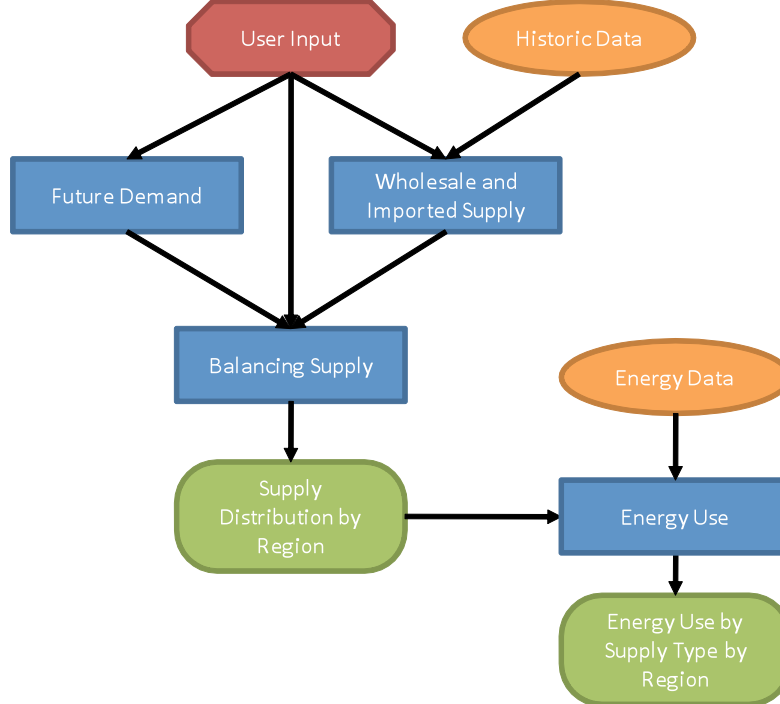 User Input
Historic Data
Future Demand
Wholesale and
Imported Supply
Balancing Supply
Energy Data
Supply
Distribution by
Region
Energy Use
Energy Use by
Supply Type by
Region